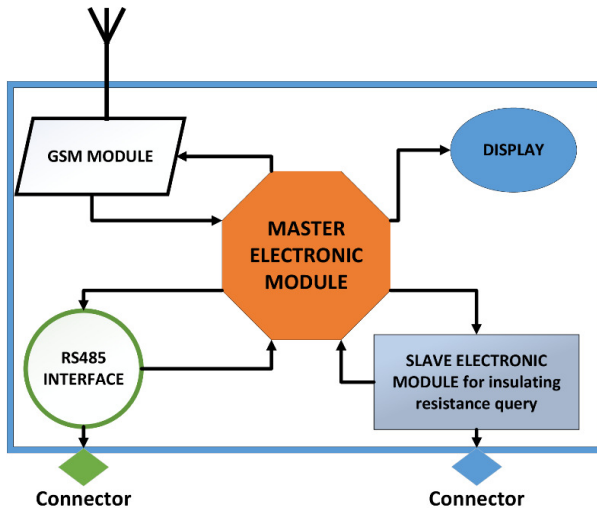 GSM MODULE
DISPLAY
MASTER
ELECTRONIC
MODULE
RS485
INTERFACE
SLAVE ELECTRONIC
MODULE for insulating
resistance query
Connector
Connector